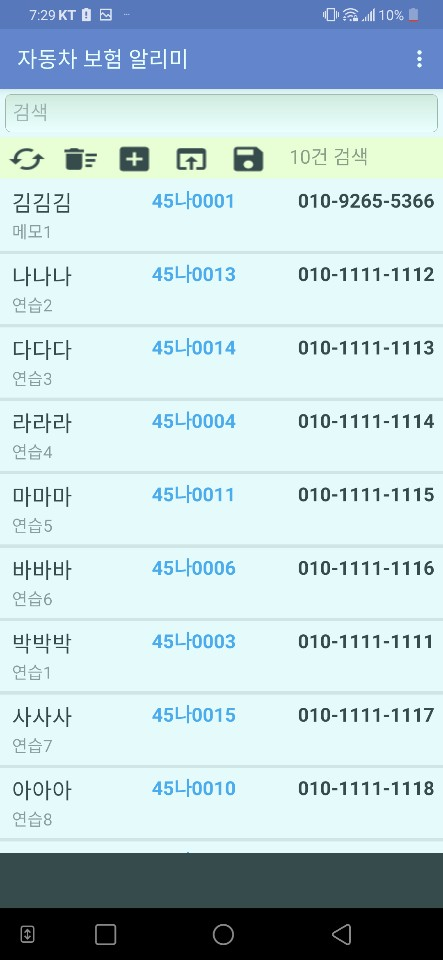 7:29 KT 10%
자동차 보험 알리미
검색
10건 검색
김김김 45나0001 010-9265-5366
메모1
나나나 45나0013 010-1111-1112
연습2
다다다 45나0014 010-1111-1113
연습3
라라라 45나0004 010-1111-1114
연습4
마마마 45나0011 010-1111-1115
연습5
바바바 45나0006 010-1111-1116
연습6
박박박 45나0003 010-1111-1111
연습1
사사사 45나0015 010-1111-1117
연습7
아아아 45나0010 010-1111-1118
연습8